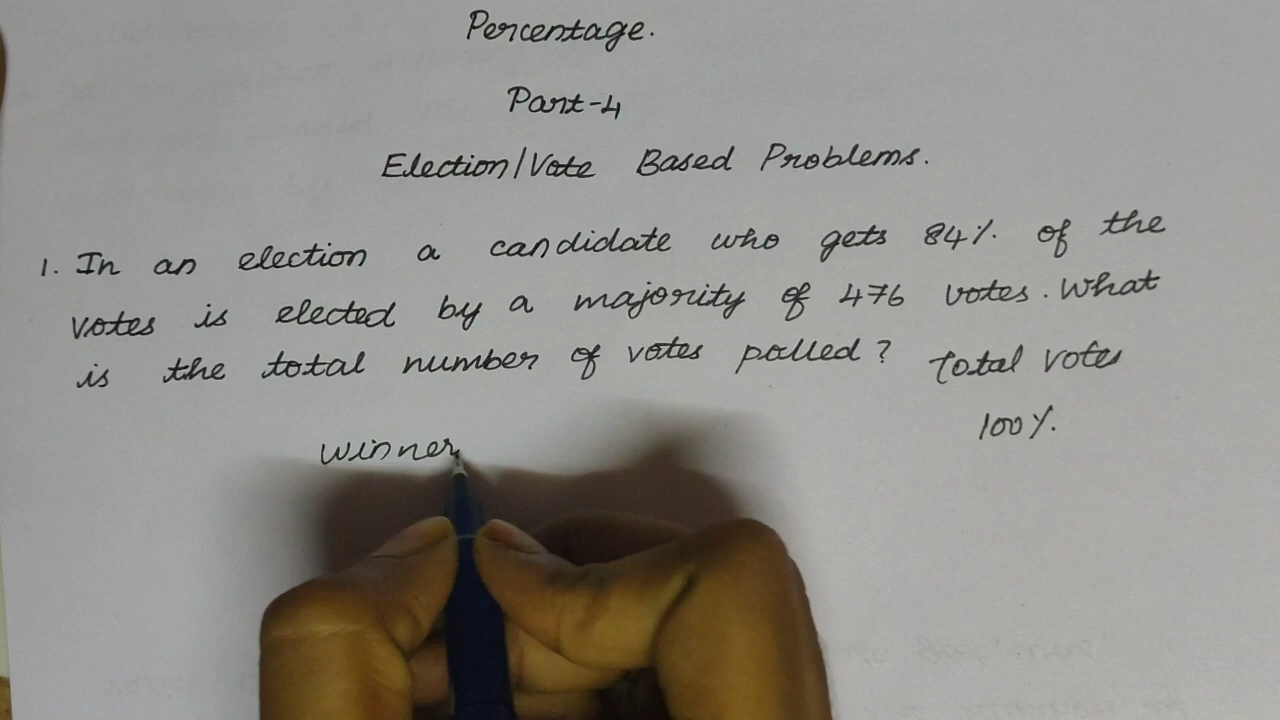 Percentage.
Part-4
Election/Vote Based Problems.
1. In an election a candidate who gets 84% of the
votes is elected by a majority of 476 votes. What
is the total number of votes polled? Total votes
100%.
Winner